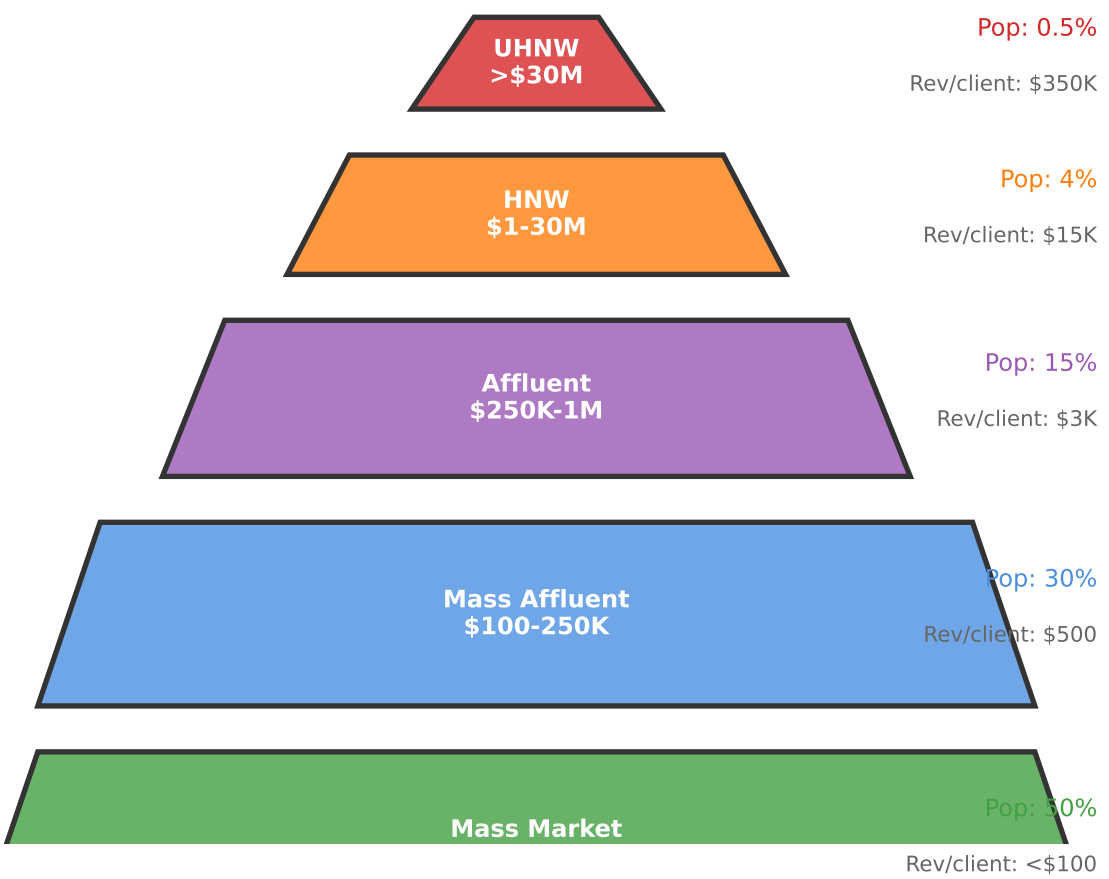 UHNW
>$30M
Pop: 0.5%
Rev/client: $350K
HNW
$1-30M
Pop: 4%
Rev/client: $15K
Affluent
$250K-1M
Pop: 15%
Rev/client: $3K
Mass Affluent
$100-250K
Pop: 30%
Rev/client: $500
Mass Market
Pop: 50%
Rev/client: <$100